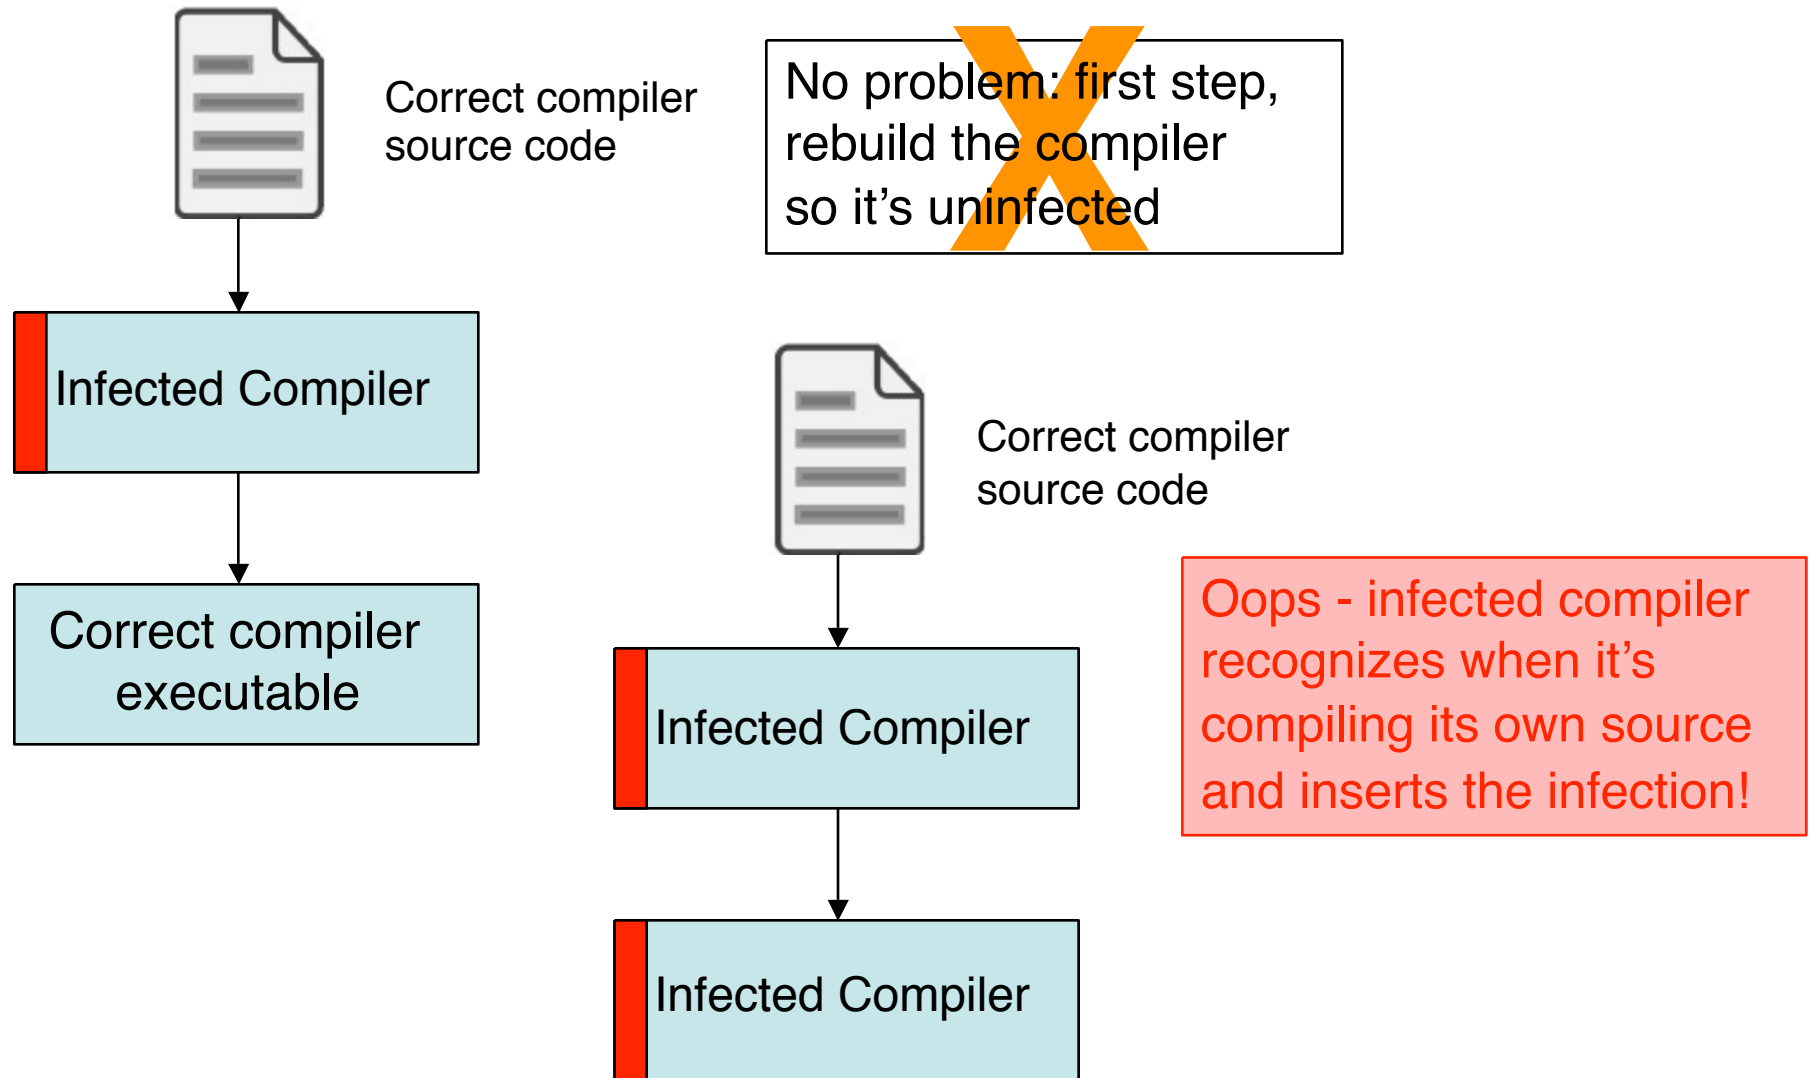 Correct compiler
source code
No problem: first step,
rebuild the compiler
so it’s uninfected
Infected Compiler
Correct compiler
executable
Correct compiler
source code
Infected Compiler
Infected Compiler
Oops - infected compiler
recognizes when it’s
compiling its own source
and inserts the infection!